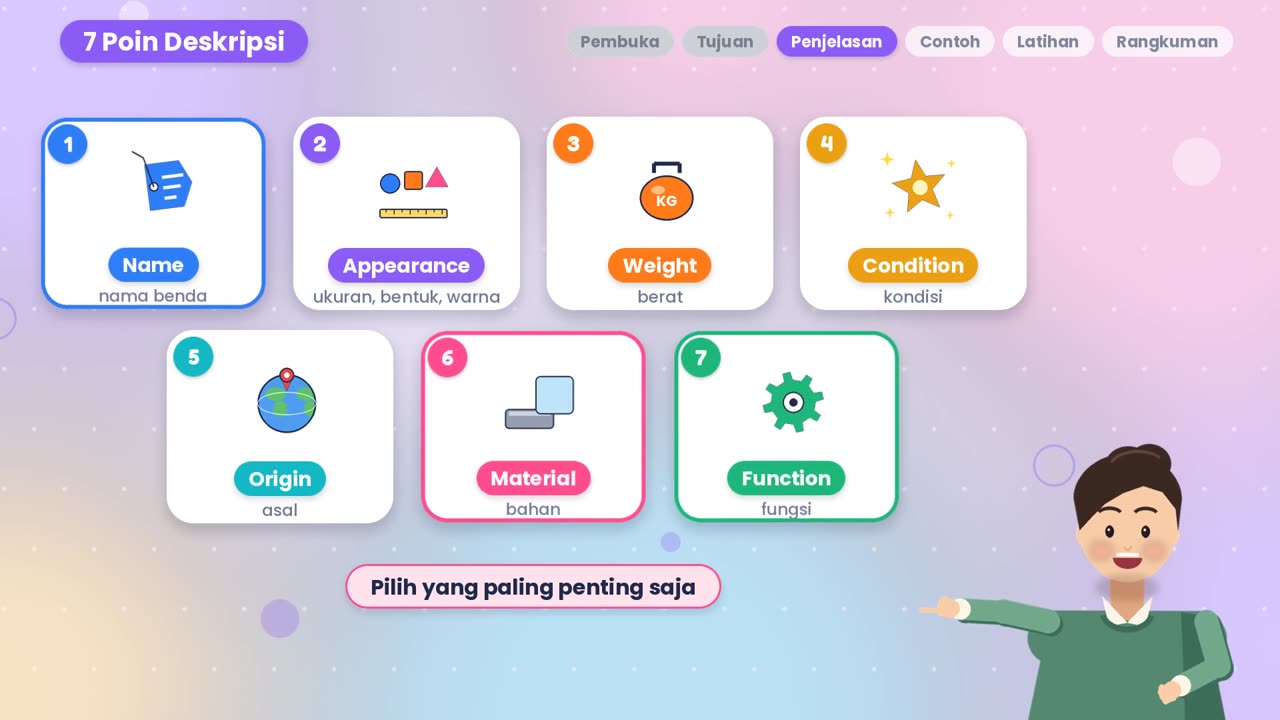 7 Poin Deskripsi
Pembuka
Tujuan
Penjelasan
Contoh
Latihan
Rangkuman
1
Name
nama benda
2
Appearance
ukuran, bentuk, warna
3
KG
Weight
berat
4
Condition
kondisi
5
Origin
asal
6
Material
bahan
7
Function
fungsi
Pilih yang paling penting saja